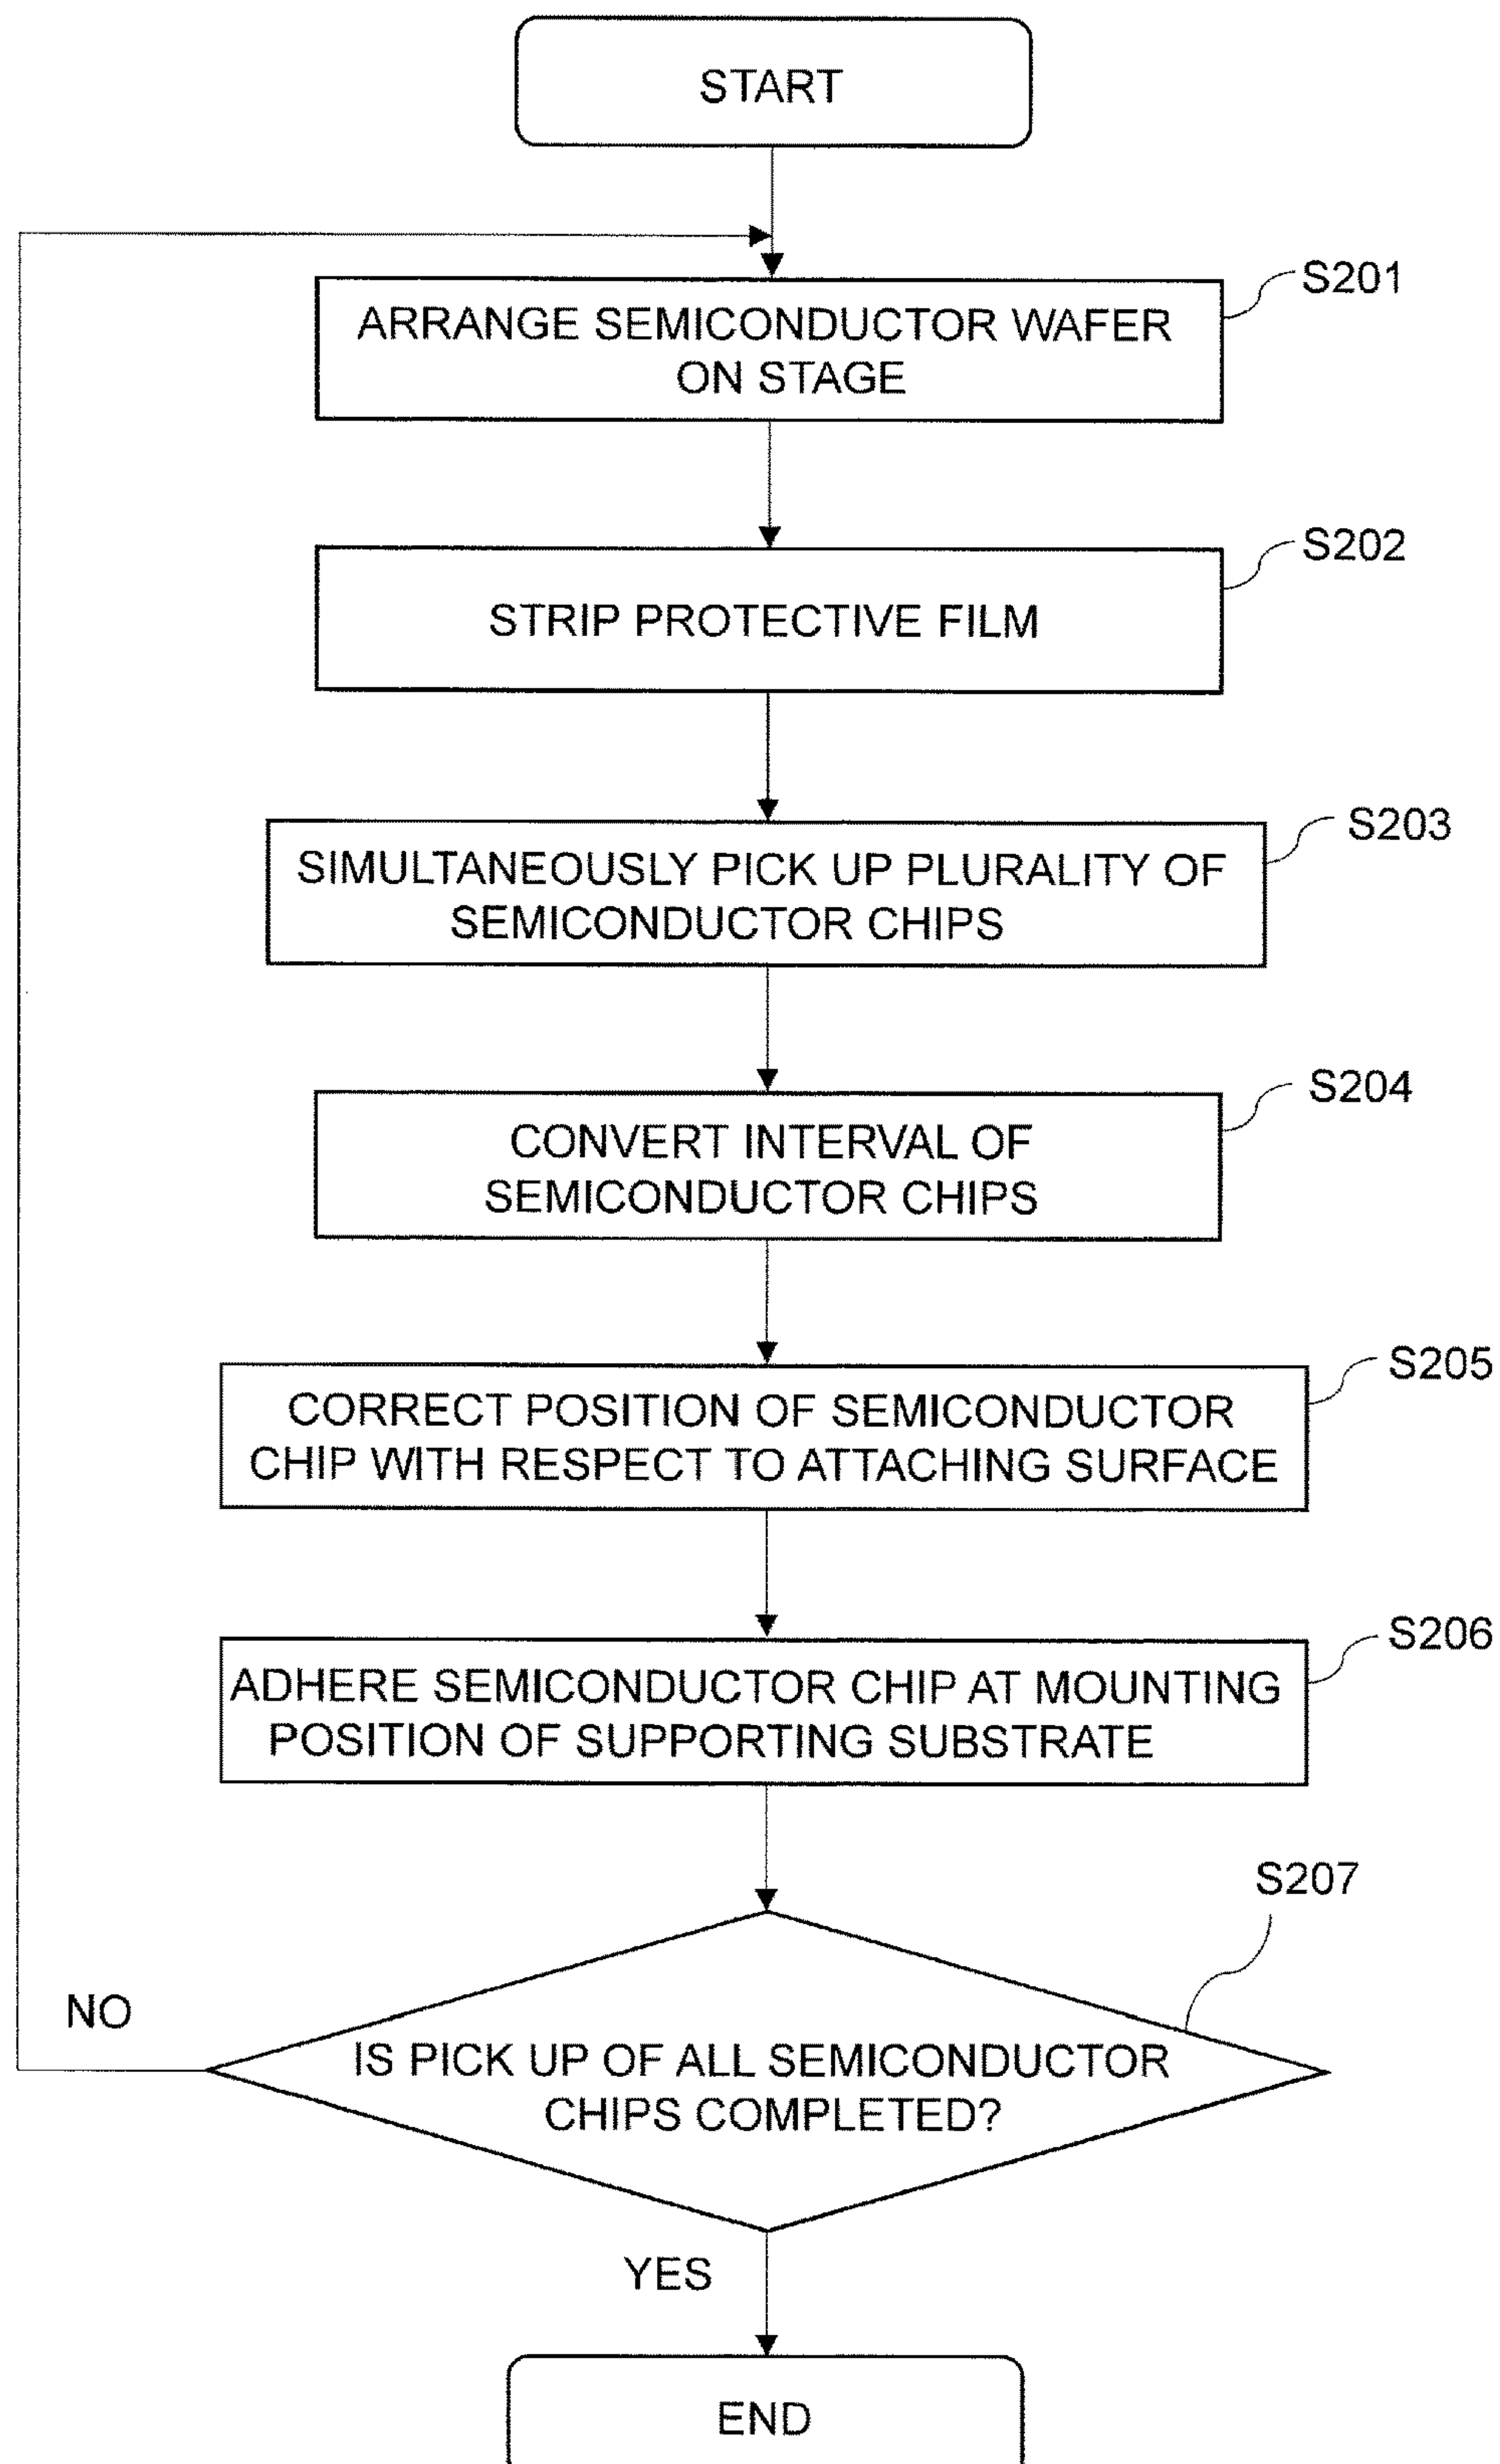 START
S201
ARRANGE SEMICONDUCTOR WAFER
ON STAGE
S202
STRIP PROTECTIVE FILM
S203
SIMULTANEOUSLY PICK UP PLURALITY OF
SEMICONDUCTOR CHIPS
S204
CONVERT INTERVAL OF
SEMICONDUCTOR CHIPS
S205
CORRECT POSITION OF SEMICONDUCTOR
CHIP WITH RESPECT TO ATTACHING SURFACE
S206
ADHERE SEMICONDUCTOR CHIP AT MOUNTING
POSITION OF SUPPORTING SUBSTRATE
S207
NO
IS PICK UP OF ALL SEMICONDUCTOR
CHIPS COMPLETED?
YES
END